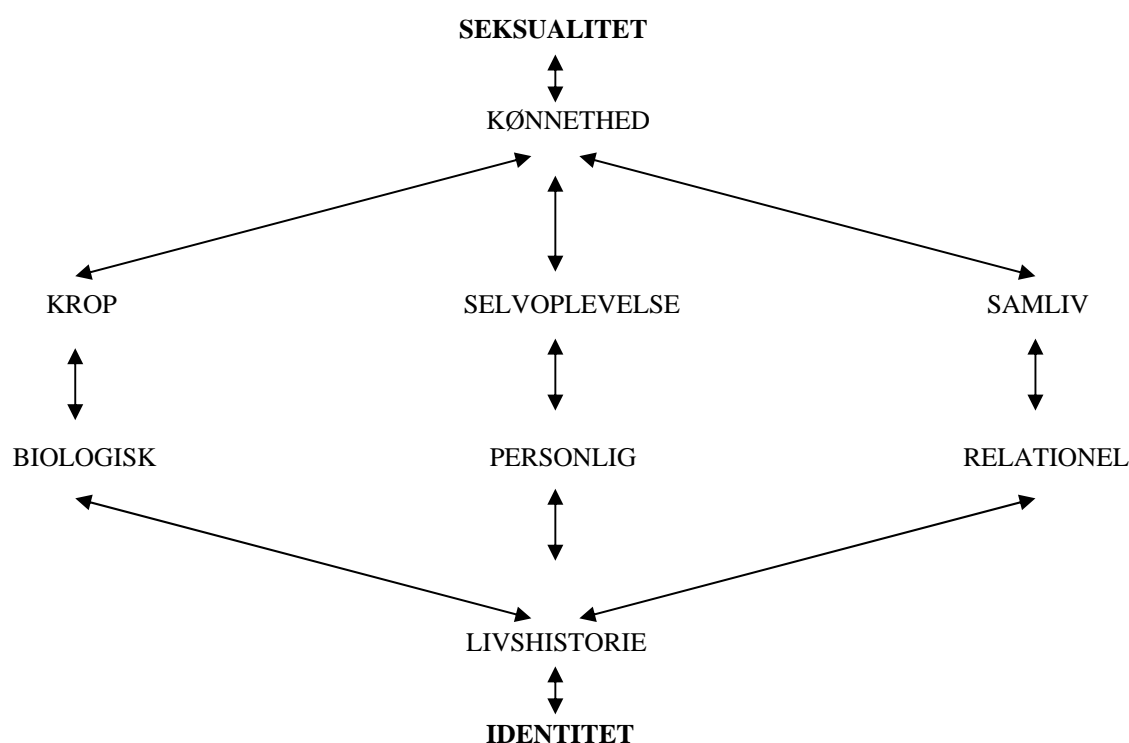 SEKSUALITET
KØNNETHED
KROP SELVOPLEVELSE SAMLIV
BIOLOGISK PERSONLIG RELATIONEL
LIVSHISTORIE
IDENTITET